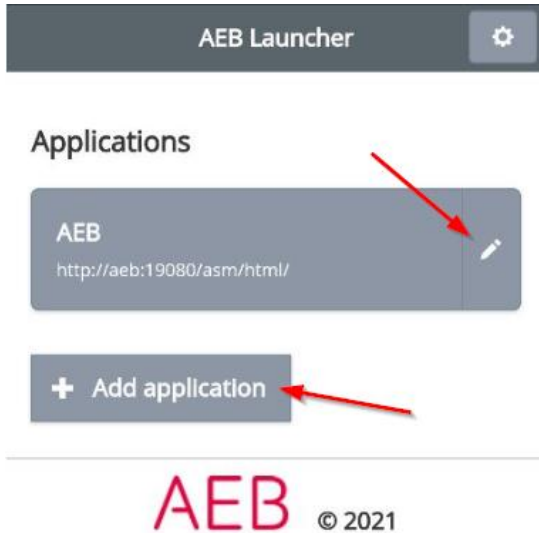 AEB Launcher
Applications
AEB
http://aeb:19080/asm/html/
Add application
AEB © 2021